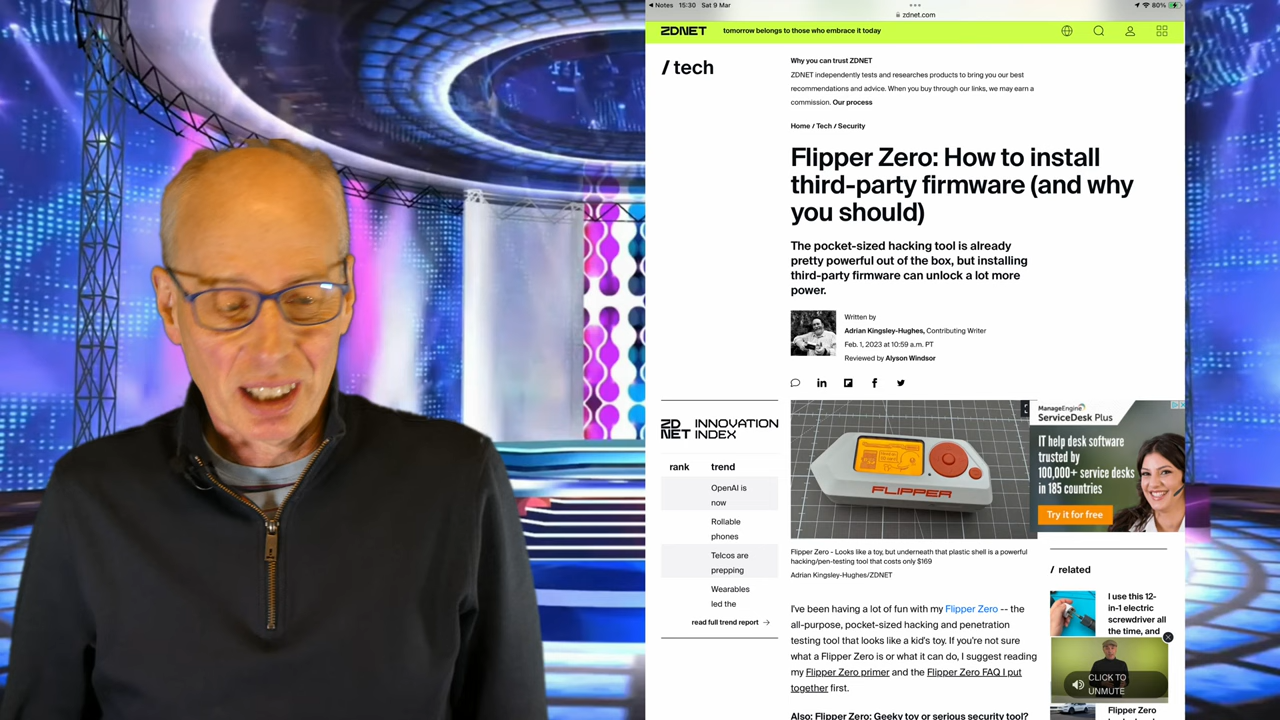 Notes 15:30 Sat 9 Mar
80%
zdnet.com
ZDNET tomorrow belongs to those who embrace it today
/ tech
Why you can trust ZDNET
ZDNET independently tests and researches products to bring you our best
recommendations and advice. When you buy through our links, we may earn a
commission. Our process
Home / Tech / Security
Flipper Zero: How to install
third-party firmware (and why
you should)
The pocket-sized hacking tool is already
pretty powerful out of the box, but installing
third-party firmware can unlock a lot more
power.
Written by
Adrian Kingsley-Hughes, Contributing Writer
Feb. 1, 2023 at 10:59 a.m. PT
Reviewed by Alyson Windsor
ZD
NET
INNOVATION
INDEX
rank trend
OpenAI is
now
Rollable
phones
Telcos are
prepping
Wearables
led the
read full trend report
FLIPPER
ManageEngine
ServiceDesk Plus
IT help desk software
trusted by
100,000+ service desks
in 185 countries
Try it for free
Flipper Zero - Looks like a toy, but underneath that plastic shell is a powerful
hacking/pen-testing tool that costs only $169
Adrian Kingsley-Hughes/ZDNET
I've been having a lot of fun with my Flipper Zero -- the
all-purpose, pocket-sized hacking and penetration
testing tool that looks like a kid's toy. If you're not sure
what a Flipper Zero is or what it can do, I suggest reading
my Flipper Zero primer and the Flipper Zero FAQ I put
together first.
Also: Flipper Zero: Geeky toy or serious security tool?
/ related
I use this 12-
in-1 electric
screwdriver all
the time, and
CLICK TO
UNMUTE
Flipper Zero